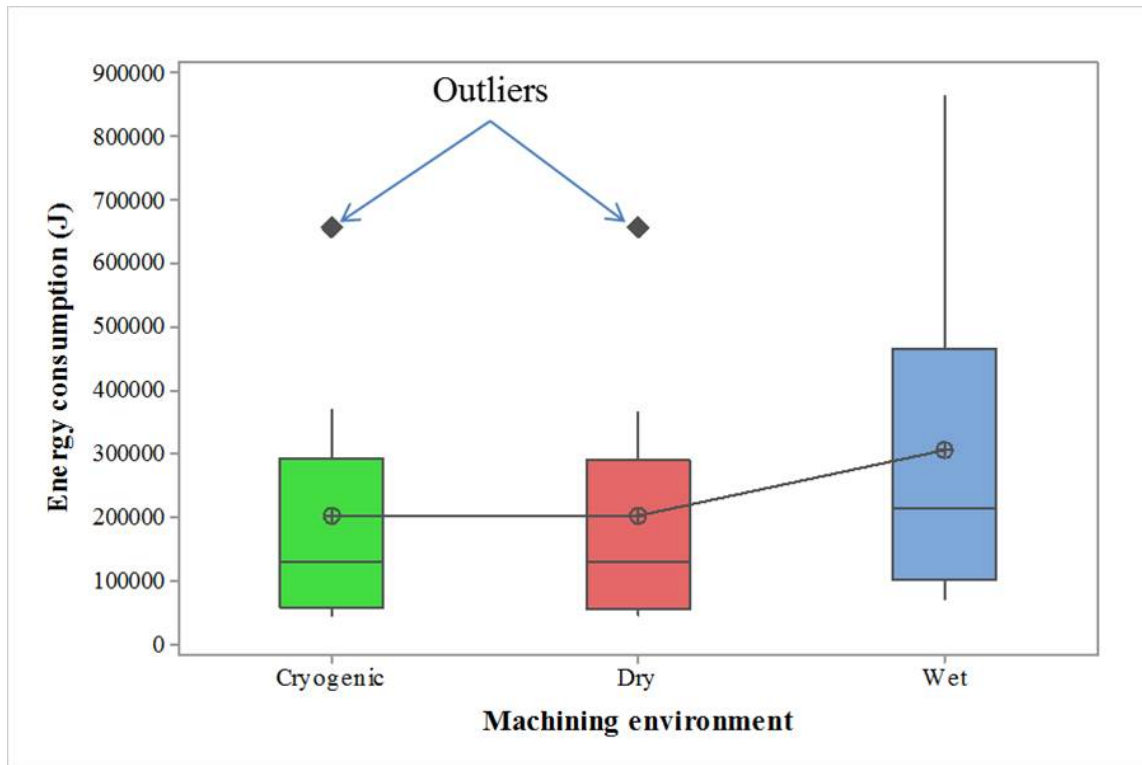 Outliers
900000
800000
700000
600000
500000
400000
300000
200000
100000
0
Energy consumption (J)
Cryogenic Dry Wet
Machining environment